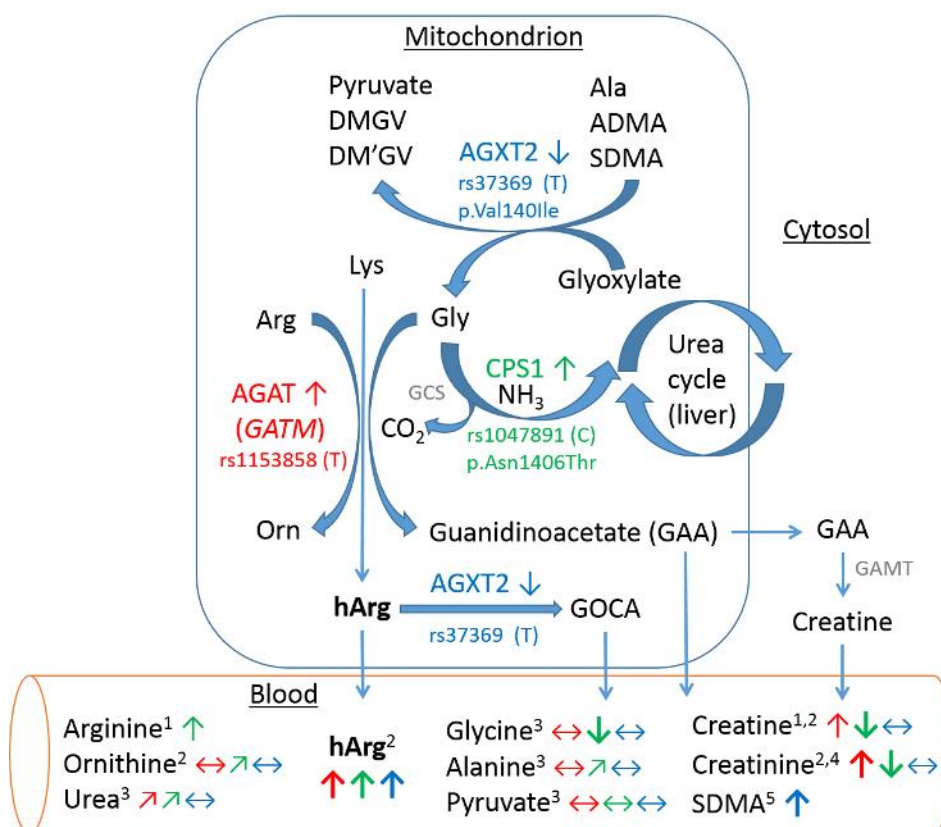 Mitochondrion
Pyruvate
DMGV
DM'GV
Ala
ADMA
SDMA
AGXT2 ↓
rs37369 (T)
p.Val140Ile
Cytosol
Lys
Glyoxylate
Arg
Gly
Urea
cycle
(liver)
AGAT ↑
(GATM)
rs1153858 (T)
GCS
CO₂
CPS1 ↑
NH₃
rs1047891 (C)
p.Asn1406Thr
Orn
Guanidinoacetate (GAA)
GAA
GAMT
hArg
AGXT2 ↓
rs37369 (T)
GOCA
Creatine
Blood
Arginine¹ ↑
Ornithine² ↔↗↔
Urea³ ↗↗↔
hArg²
↑↑↑
Glycine³ ↔↓↔
Alanine³ ↔↗↔
Pyruvate³ ↔↔↔
Creatine¹,² ↑↓↔
Creatinine²,⁴ ↑↓↔
SDMA⁵ ↑